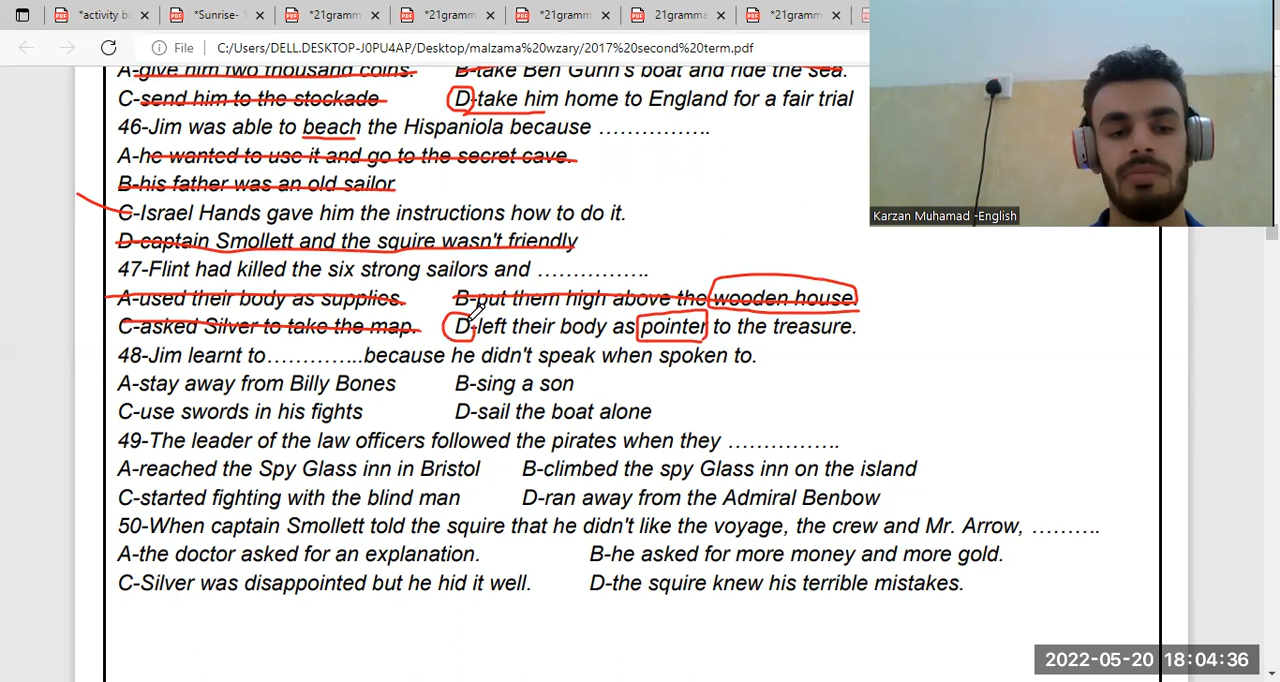 *activity b
*Sunrise-
*21gramm
*21gramm
*21gramm
21gramma
*21gramm
File C:/Users/DELL.DESKTOP-J0PU4AP/Desktop/malzama%20wzary/2017%20second%20term.pdf
A-give him two thousand coins. B-take Ben Gunn's boat and ride the sea.
C-send him to the stockade D-take him home to England for a fair trial
46-Jim was able to beach the Hispaniola because …………….
A-he wanted to use it and go to the secret cave.
B-his father was an old sailor
C-Israel Hands gave him the instructions how to do it.
D-captain Smollett and the squire wasn't friendly
47-Flint had killed the six strong sailors and …………….
A-used their body as supplies. B-put them high above the wooden house
C-asked Silver to take the map. D-left their body as pointer to the treasure.
48-Jim learnt to…………..because he didn't speak when spoken to.
A-stay away from Billy Bones B-sing a son
C-use swords in his fights D-sail the boat alone
49-The leader of the law officers followed the pirates when they …………….
A-reached the Spy Glass inn in Bristol B-climbed the spy Glass inn on the island
C-started fighting with the blind man D-ran away from the Admiral Benbow
50-When captain Smollett told the squire that he didn't like the voyage, the crew and Mr. Arrow, ……….
A-the doctor asked for an explanation. B-he asked for more money and more gold.
C-Silver was disappointed but he hid it well. D-the squire knew his terrible mistakes.
Karzan Muhamad -English
2022-05-20 18:04:36